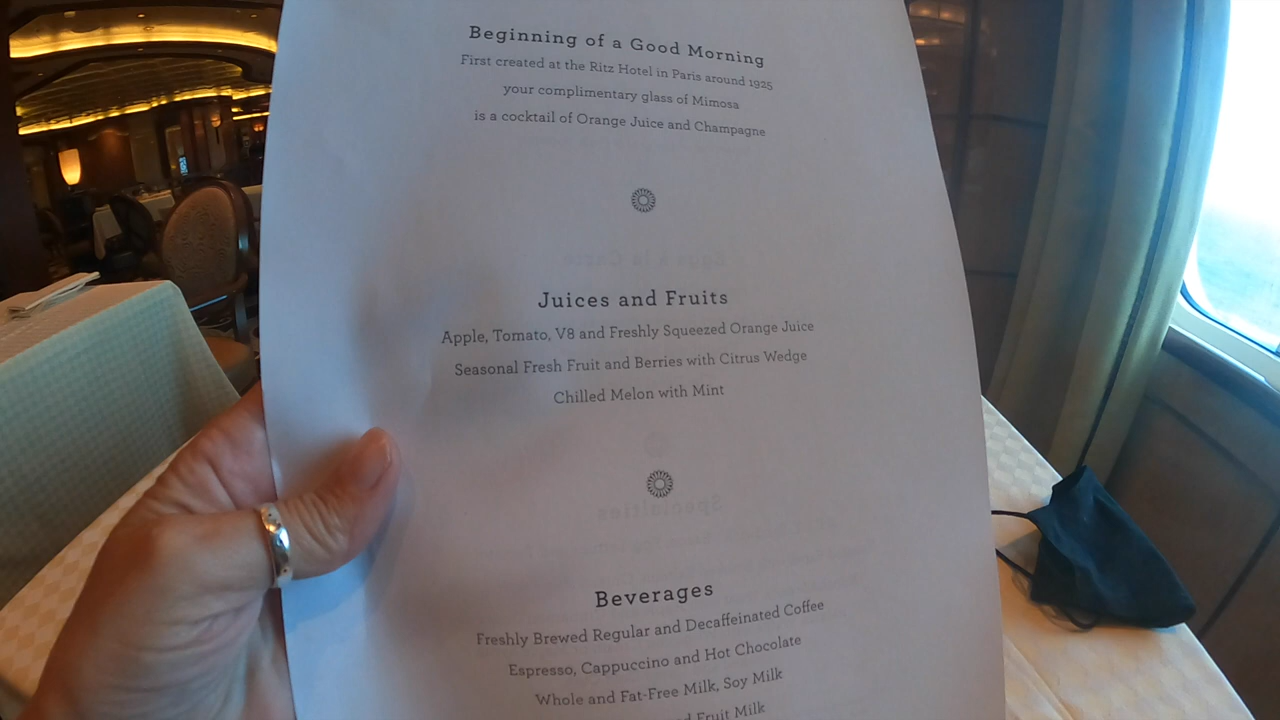 Beginning of a Good Morning
First created at the Ritz Hotel in Paris around 1925
your complimentary glass of Mimosa
is a cocktail of Orange Juice and Champagne
Juices and Fruits
Apple, Tomato, V8 and Freshly Squeezed Orange Juice
Seasonal Fresh Fruit and Berries with Citrus Wedge
Chilled Melon with Mint
Beverages
Freshly Brewed Regular and Decaffeinated Coffee
Espresso, Cappuccino and Hot Chocolate
Whole and Fat-Free Milk, Soy Milk
Fruit Milk